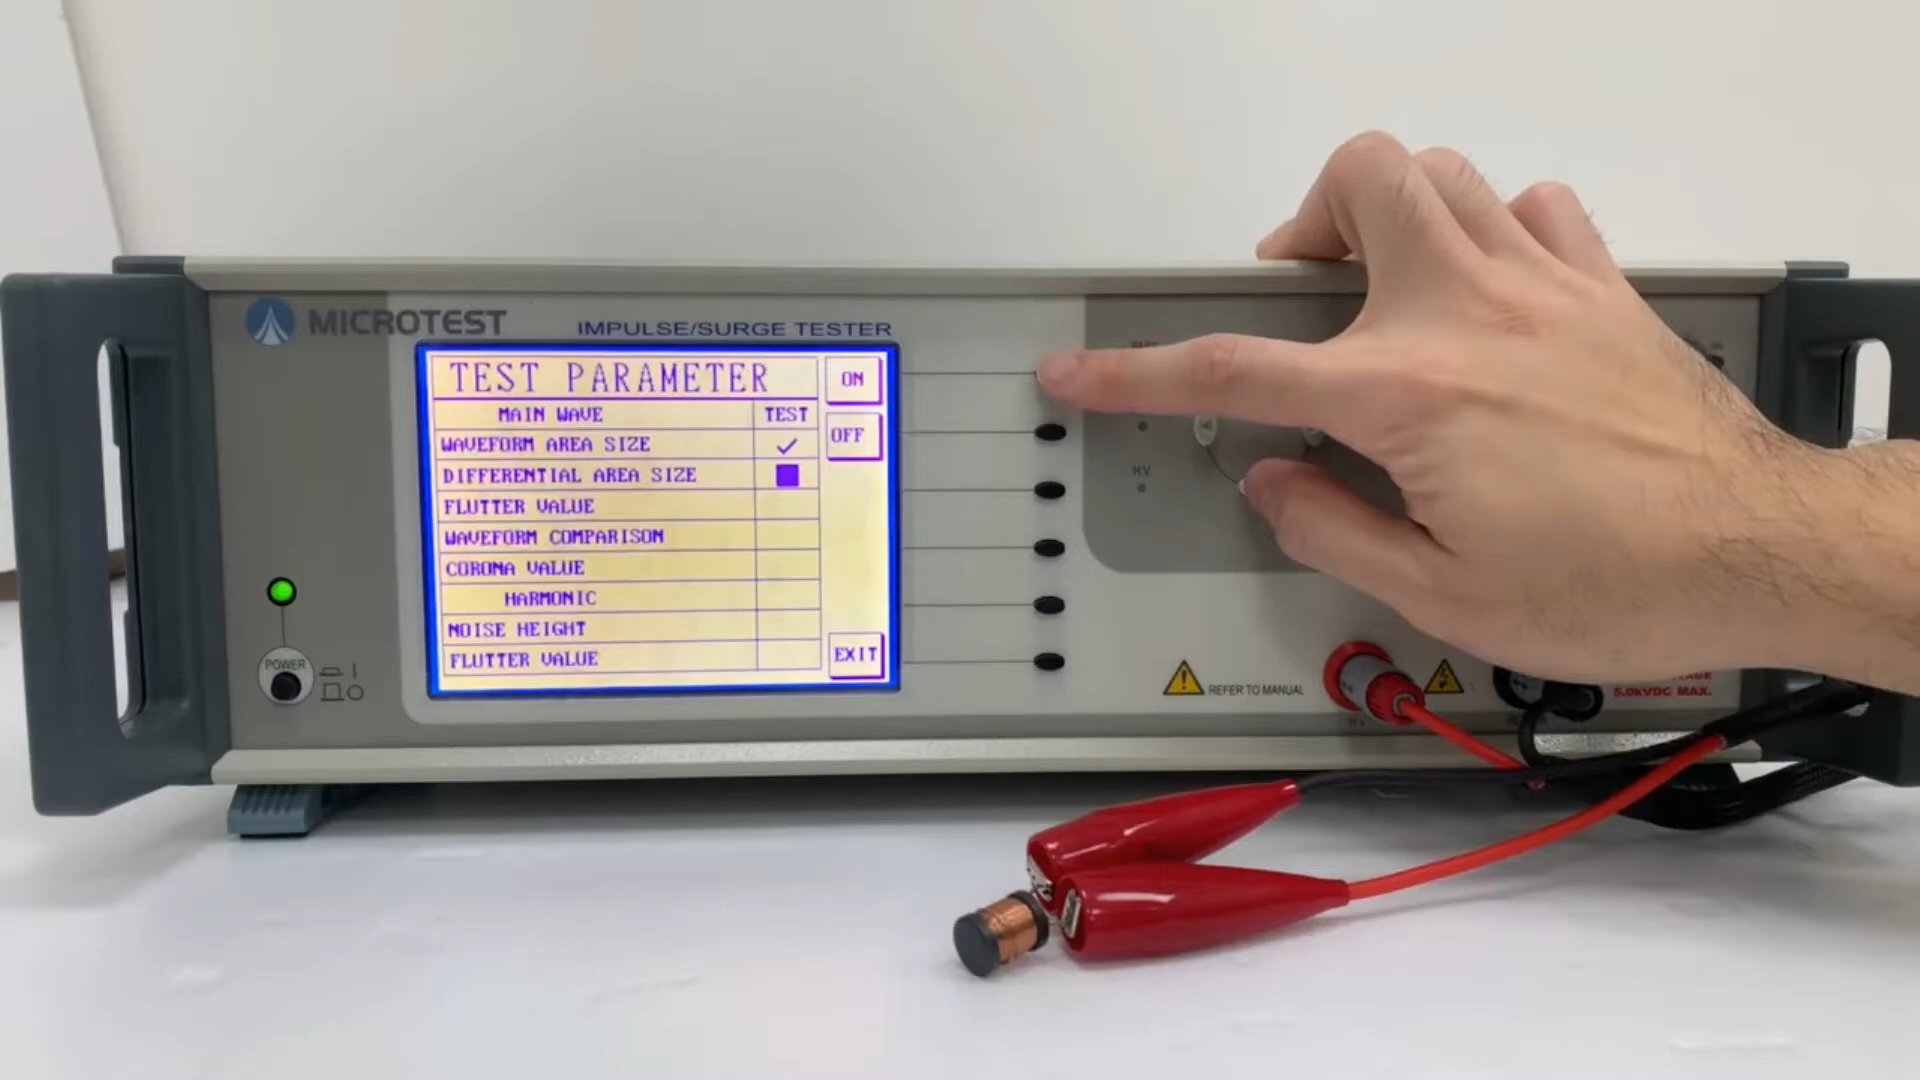 MICROTEST
IMPULSE/SURGE TESTER
TEST PARAMETER
ON
MAIN WAVE TEST
WAVEFORM AREA SIZE
OFF
DIFFERENTIAL AREA SIZE
FLUTTER VALUE
WAVEFORM COMPARISON
CORONA VALUE
HARMONIC
NOISE HEIGHT
FLUTTER VALUE
EXIT
KV
POWER
REFER TO MANUAL
5.0kVDC MAX.